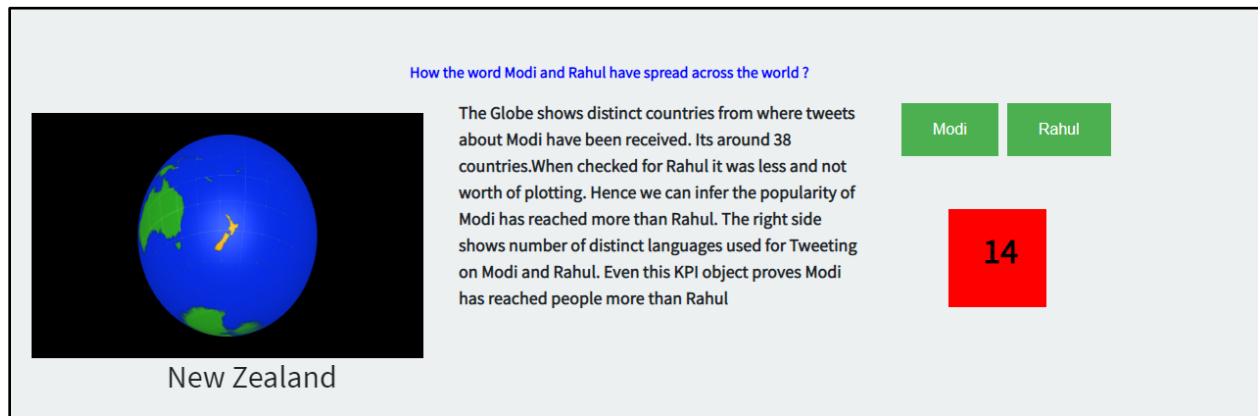 How the word Modi and Rahul have spread across the world ?
The Globe shows distinct countries from where tweets
about Modi have been received. Its around 38
countries.When checked for Rahul it was less and not
worth of plotting. Hence we can infer the popularity of
Modi has reached more than Rahul. The right side
shows number of distinct languages used for Tweeting
on Modi and Rahul. Even this KPI object proves Modi
has reached people more than Rahul
New Zealand
Modi
Rahul
14